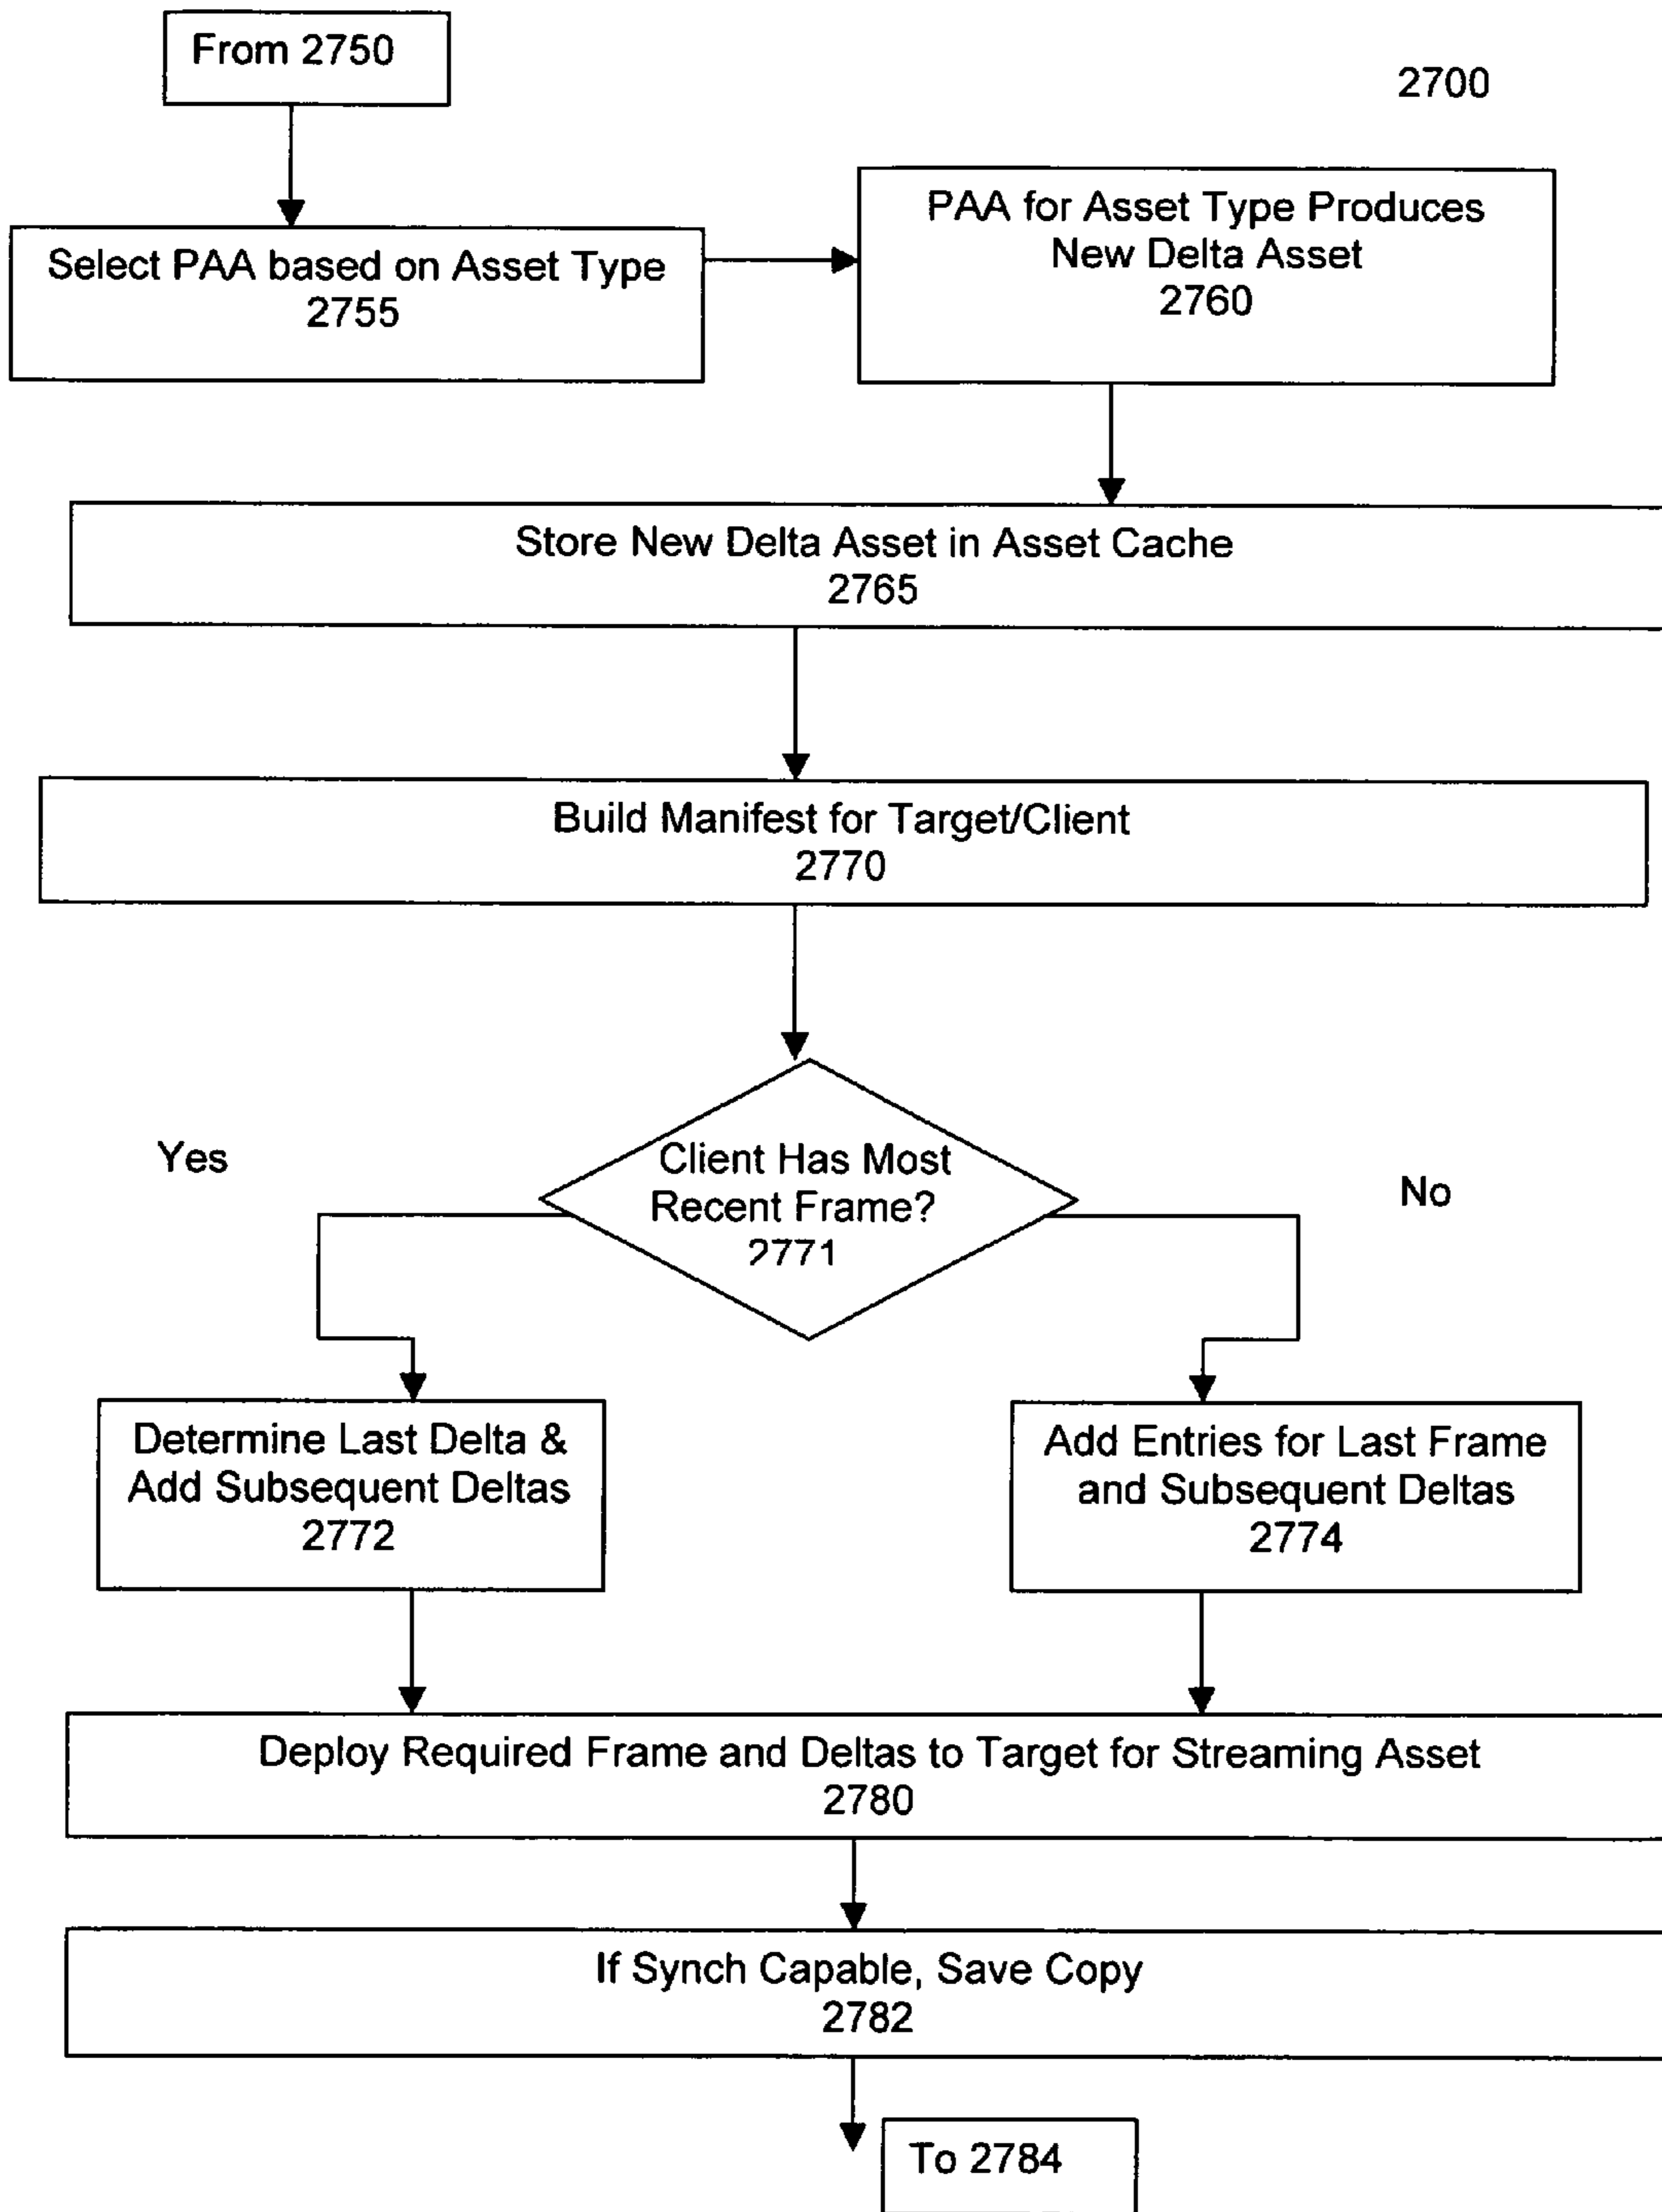 From 2750
2700
Select PAA based on Asset Type
2755
PAA for Asset Type Produces
New Delta Asset
2760
Store New Delta Asset in Asset Cache
2765
Build Manifest for Target/Client
2770
Client Has Most
Recent Frame?
2771
Yes
No
Determine Last Delta &
Add Subsequent Deltas
2772
Add Entries for Last Frame
and Subsequent Deltas
2774
Deploy Required Frame and Deltas to Target for Streaming Asset
2780
If Synch Capable, Save Copy
2782
To 2784